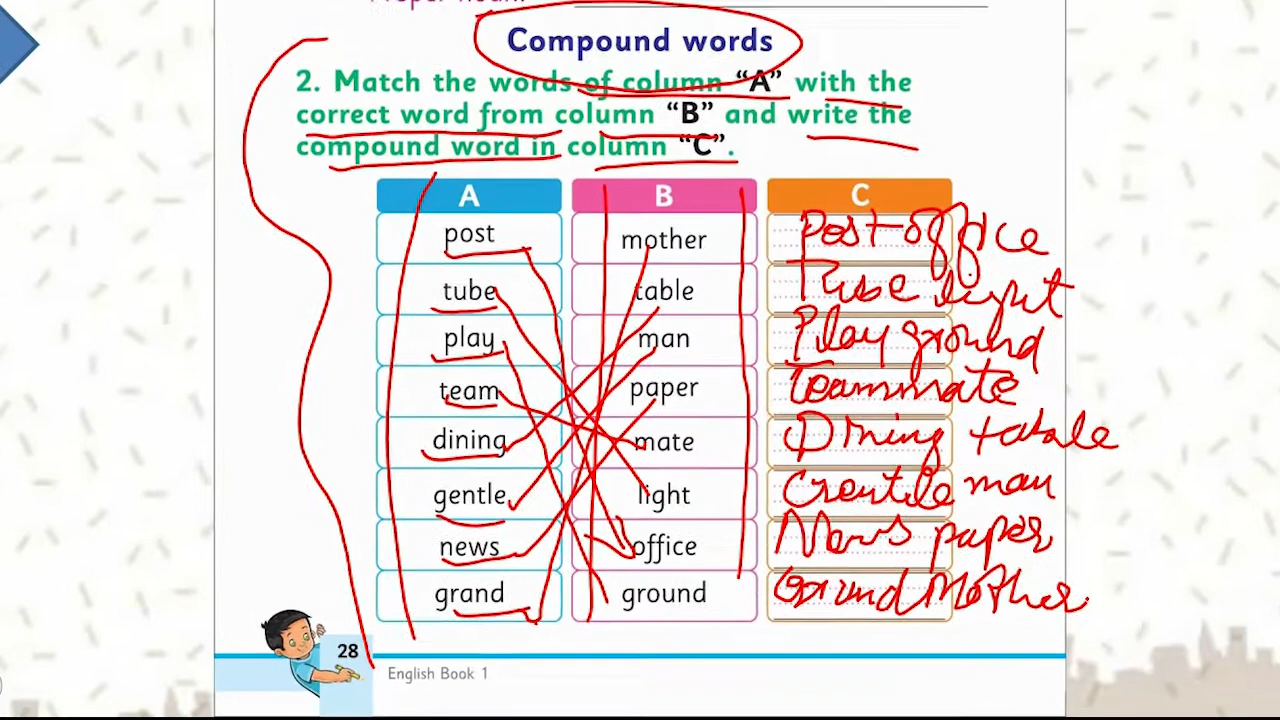 Proper noun:
Compound words
2. Match the words of column "A" with the
correct word from column "B" and write the
compound word in column "C".
A B C
post mother Post office
tube table Tube light
play man Play ground
team paper Teammate
dining mate Dining table
gentle light Gentle man
news office News paper
grand ground Grand Mother
28
English Book 1